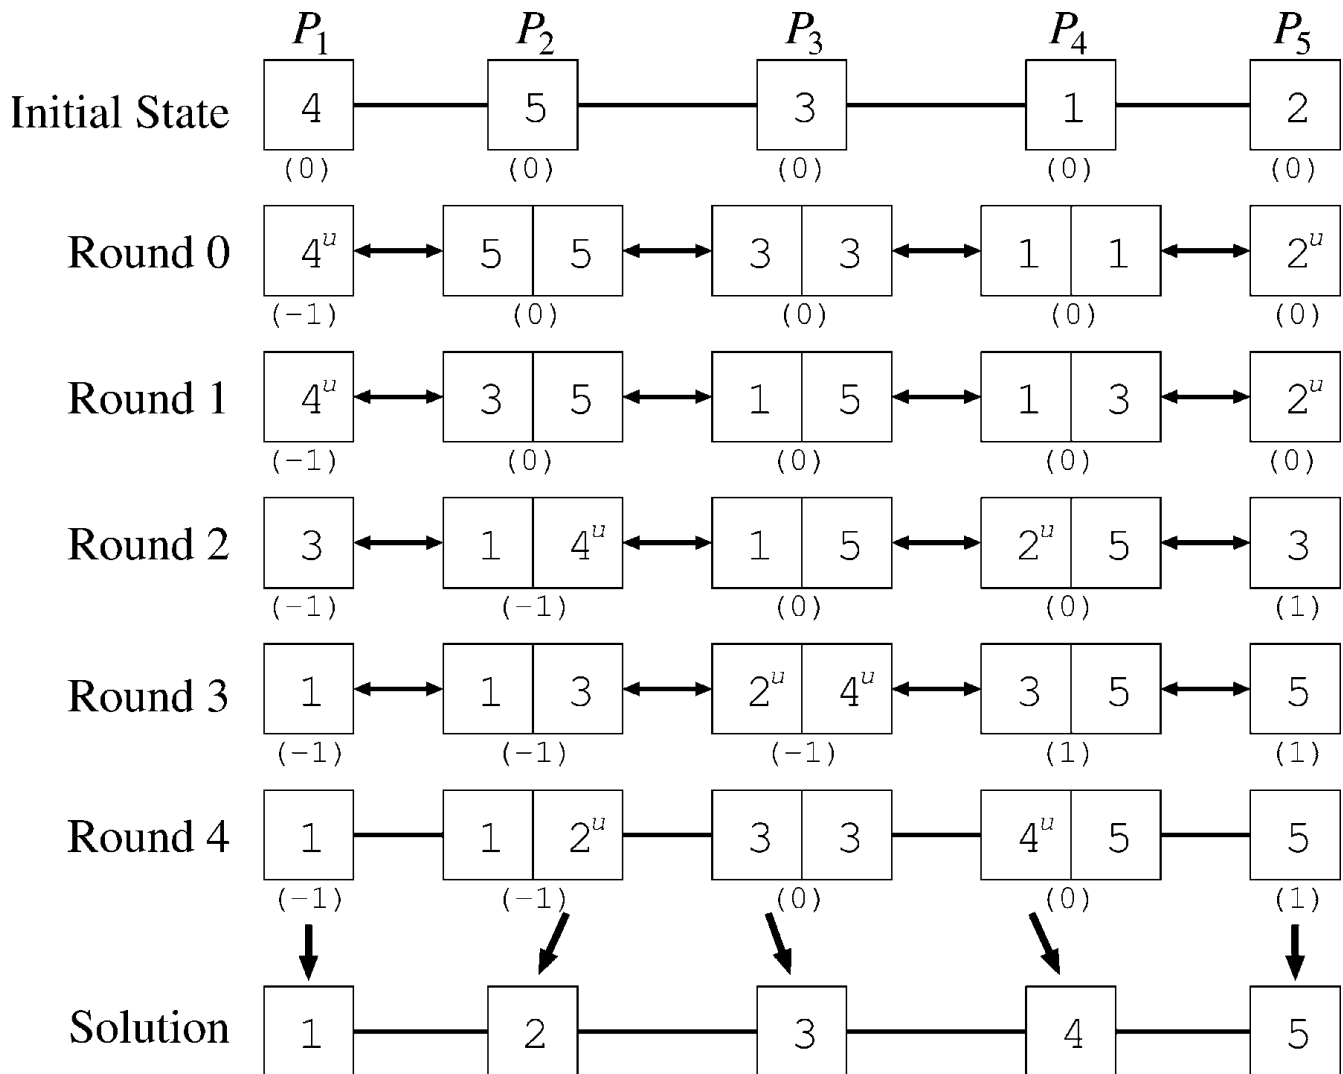 P₁ P₂ P₃ P₄ P₅
Initial State 4 5 3 1 2
(0) (0) (0) (0) (0)
Round 0 4ᵘ 5 5 3 3 1 1 2ᵘ
(-1) (0) (0) (0) (0)
Round 1 4ᵘ 3 5 1 5 1 3 2ᵘ
(-1) (0) (0) (0) (0)
Round 2 3 1 4ᵘ 1 5 2ᵘ 5 3
(-1) (-1) (0) (0) (1)
Round 3 1 1 3 2ᵘ 4ᵘ 3 5 5
(-1) (-1) (-1) (1) (1)
Round 4 1 1 2ᵘ 3 3 4ᵘ 5 5
(-1) (-1) (0) (0) (1)
Solution 1 2 3 4 5